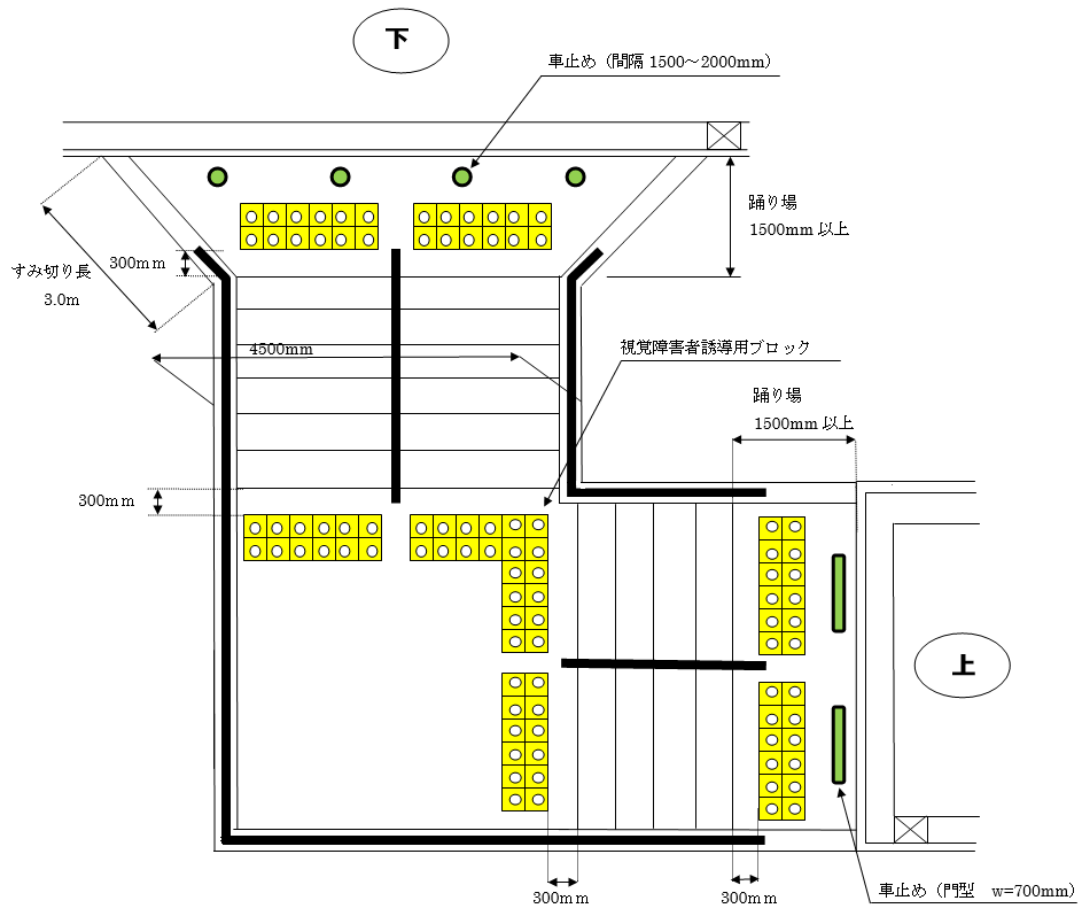 下
車止め（間隔 1500～2000mm）
踊り場
1500mm 以上
300mm
すみ切り長
3.0m
4500mm
視覚障害者誘導用ブロック
踊り場
1500mm 以上
300mm
上
300mm
300mm
車止め（門型　w=700mm）